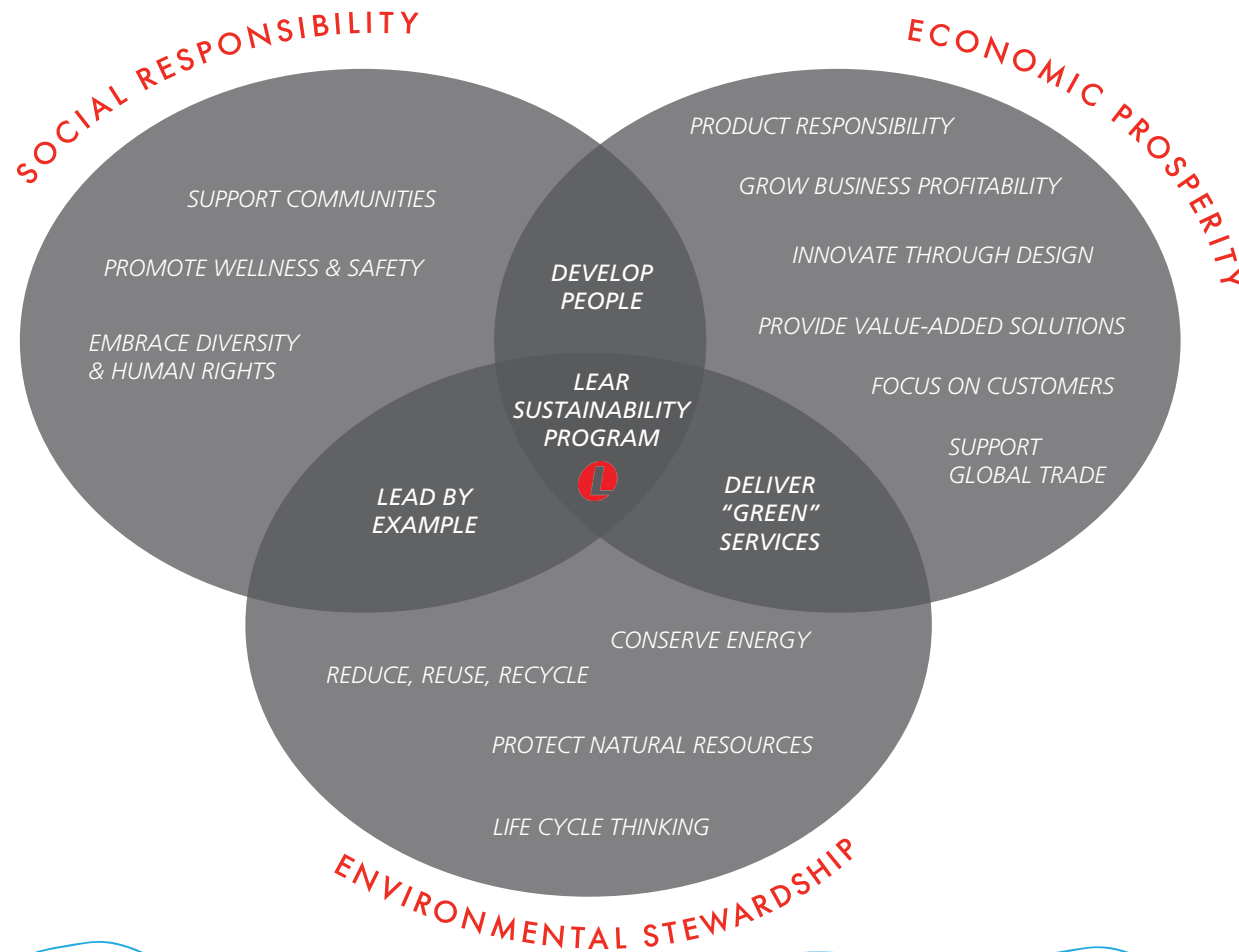 SOCIAL RESPONSIBILITY
SUPPORT COMMUNITIES
PROMOTE WELLNESS & SAFETY
EMBRACE DIVERSITY
& HUMAN RIGHTS
ECONOMIC PROSPERITY
PRODUCT RESPONSIBILITY
GROW BUSINESS PROFITABILITY
INNOVATE THROUGH DESIGN
PROVIDE VALUE-ADDED SOLUTIONS
FOCUS ON CUSTOMERS
SUPPORT
GLOBAL TRADE
DEVELOP
PEOPLE
LEAR
SUSTAINABILITY
PROGRAM
L
LEAD BY
EXAMPLE
DELIVER
“GREEN”
SERVICES
CONSERVE ENERGY
REDUCE, REUSE, RECYCLE
PROTECT NATURAL RESOURCES
LIFE CYCLE THINKING
ENVIRONMENTAL STEWARDSHIP